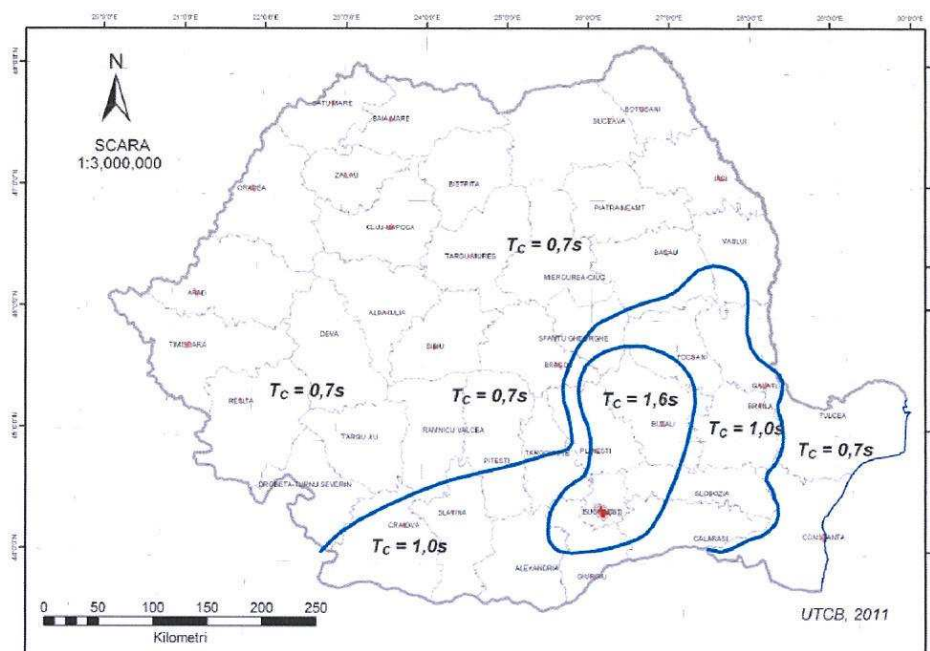 N
SCARA
1:3,000,000
SATU MARE
BAIA MARE
SUCEAVA
BOTOSANI
ZALAU
ORADEA
BISTRITA
IASI
PIATRA NEAMT
CLUJ-NAPOCA
TARGU MURES
T_C = 0,7s
BACAU
VASLUI
MIERCUREA-CIUC
ARAD
ALBA IULIA
DEVA
SIBIU
SFANTU GHEORGHE
FOCSANI
TIMISOARA
BRASOV
GALATI
RESITA
T_C = 0,7s
T_C = 0,7s
T_C = 1,6s
BRAILA
TULCEA
T_C = 1,0s
BUZAU
TARGU JIU
RAMNICU VALCEA
PITESTI
TARGOVISTE
PLOIESTI
T_C = 0,7s
DROBETA-TURNU SEVERIN
SLOBOZIA
SLATINA
CRAIOVA
BUCURESTI
CALARASI
CONSTANTA
T_C = 1,0s
ALEXANDRIA
GIURGIU
0 50 100 150 200 250
Kilometri
UTCB, 2011